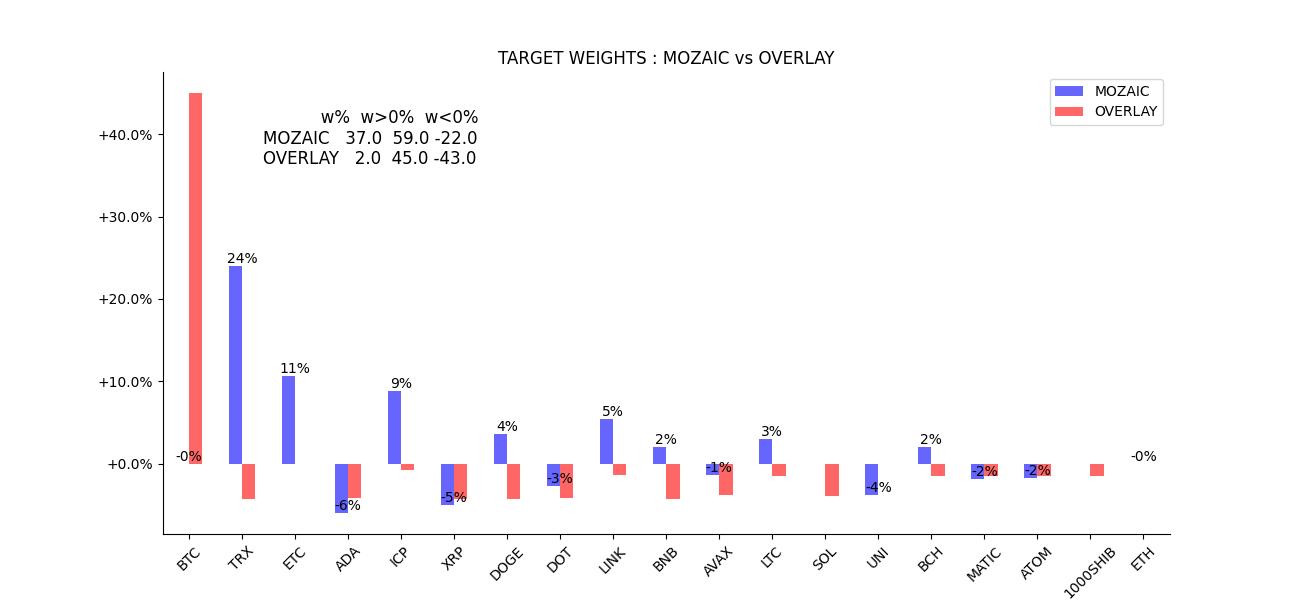 TARGET WEIGHTS : MOZAIC vs OVERLAY
MOZAIC
OVERLAY
w% w>0% w<0%
MOZAIC 37.0 59.0 -22.0
OVERLAY 2.0 45.0 -43.0
+40.0%
+30.0%
+20.0%
+10.0%
+0.0%
-0%
24%
11%
-6%
9%
-5%
4%
-3%
5%
2%
-1%
3%
-4%
2%
-2%
-2%
-0%
BTC
TRX
ETC
ADA
ICP
XRP
DOGE
DOT
LINK
BNB
AVAX
LTC
SOL
UNI
BCH
MATIC
ATOM
1000SHIB
ETH